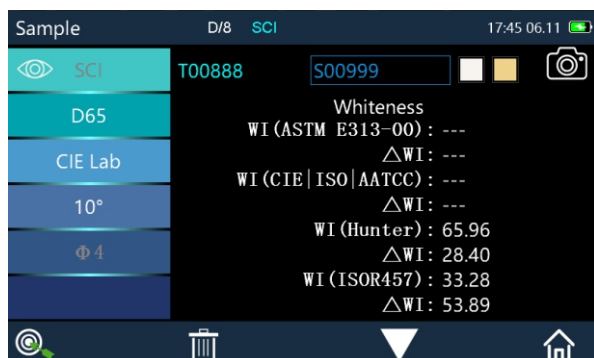 Sample D/8 SCI 17:45 06.11
SCI T00888 S00999
D65
CIE Lab
10°
Φ4
Whiteness
WI(ASTM E313-00): ---
△WI: ---
WI(CIE|ISO|AATCC): ---
△WI: ---
WI(Hunter): 65.96
△WI: 28.40
WI(ISOR457): 33.28
△WI: 53.89